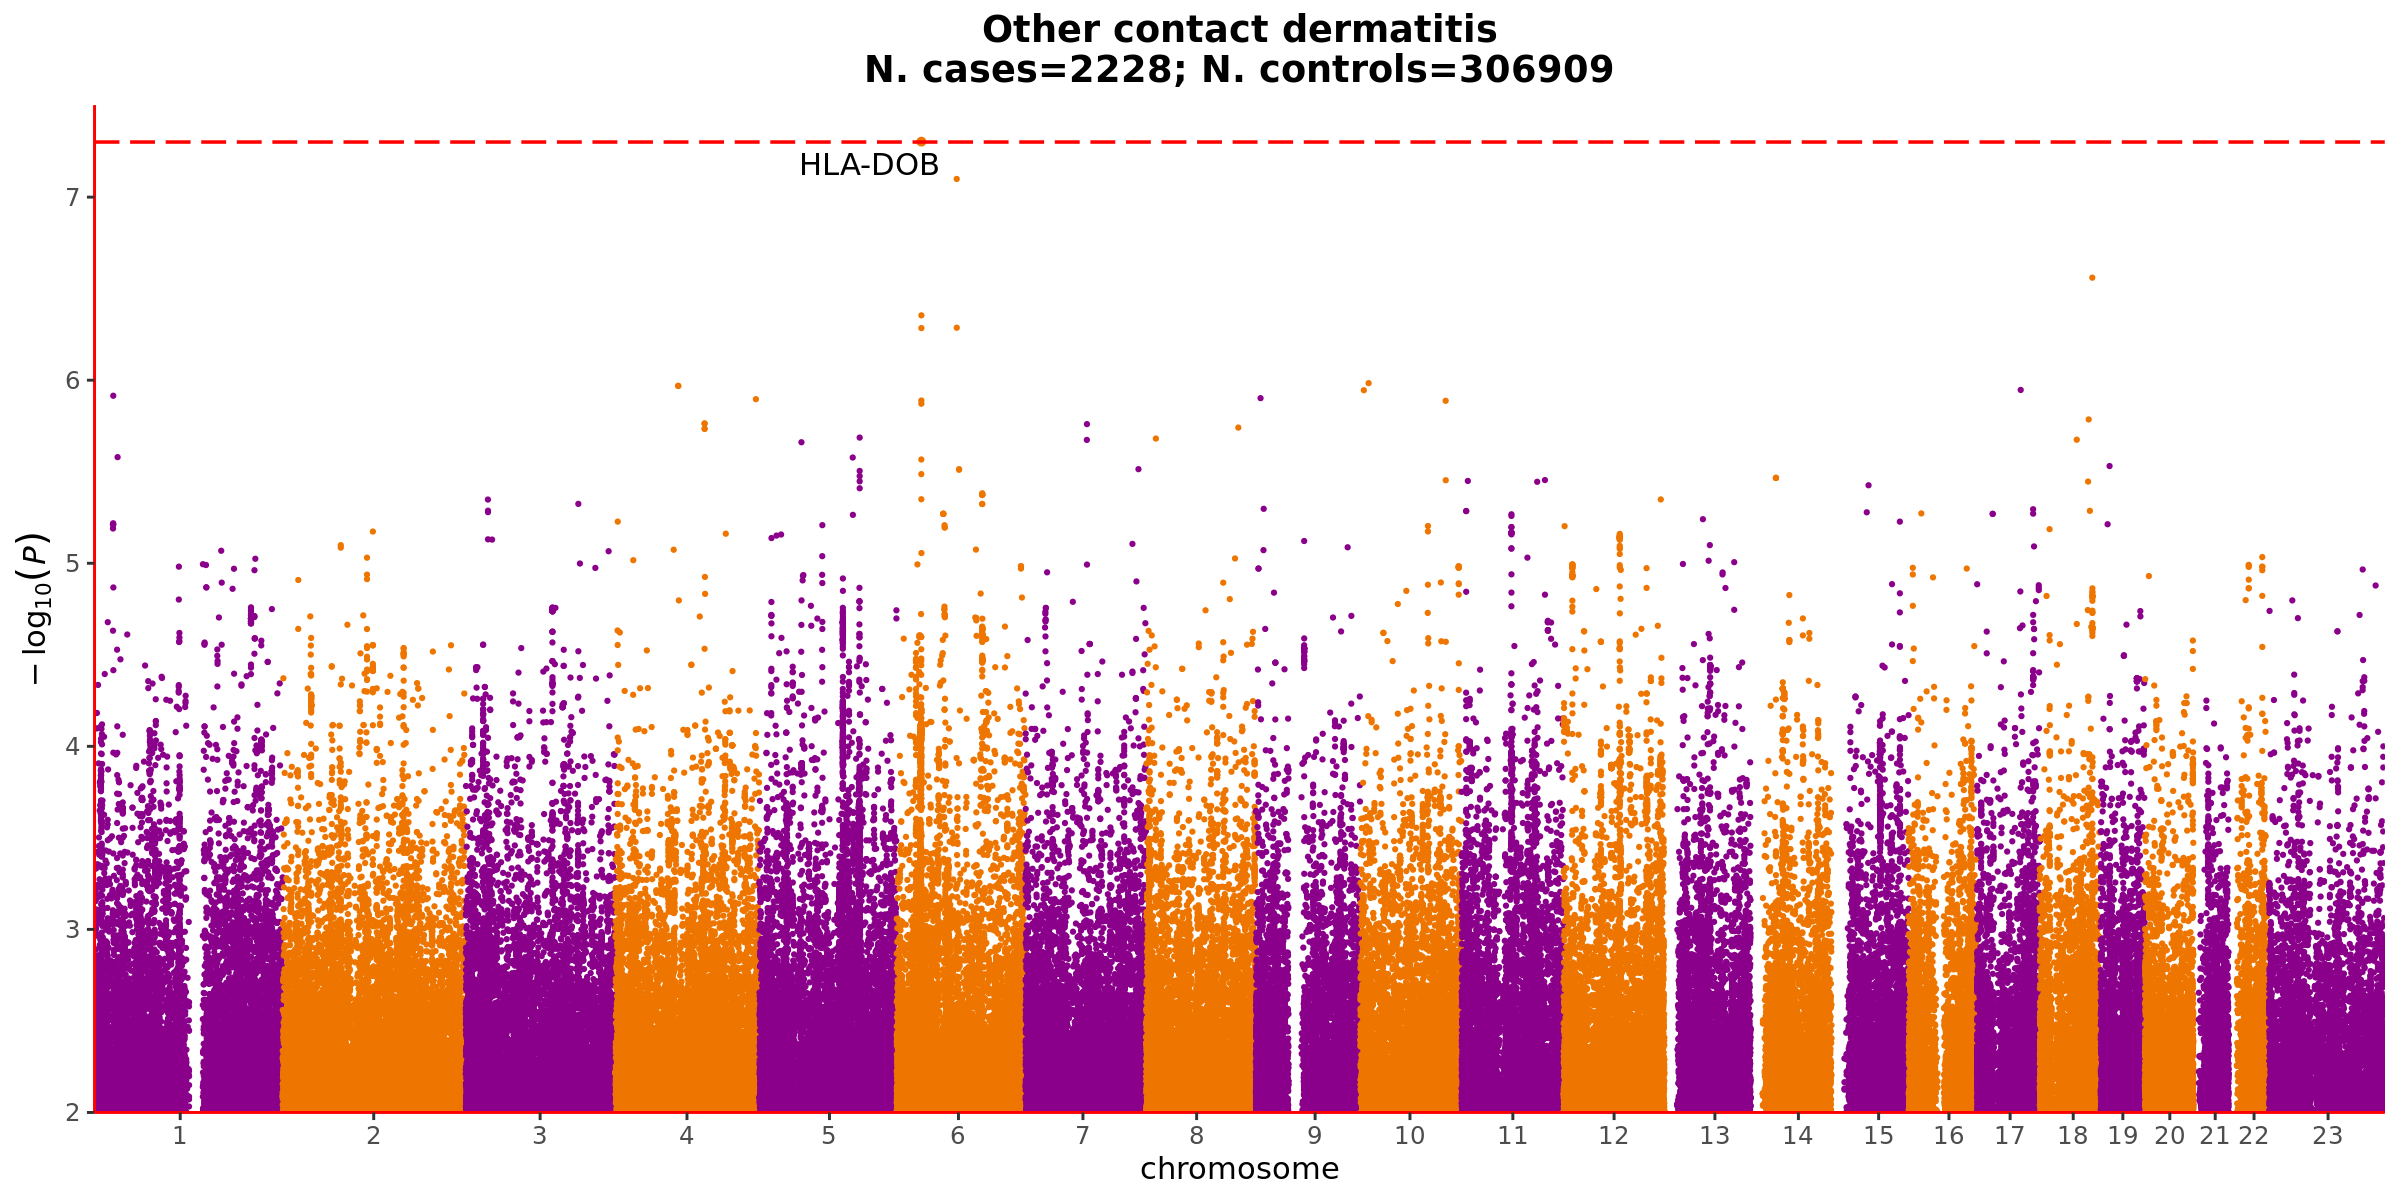 Other contact dermatitis
N. cases=2228; N. controls=306909
HLA-DOB
7
6
5
4
3
2
− log10(P)
1 2 3 4 5 6 7 8 9 10 11 12 13 14 15 16 17 18 19 20 21 22 23
chromosome